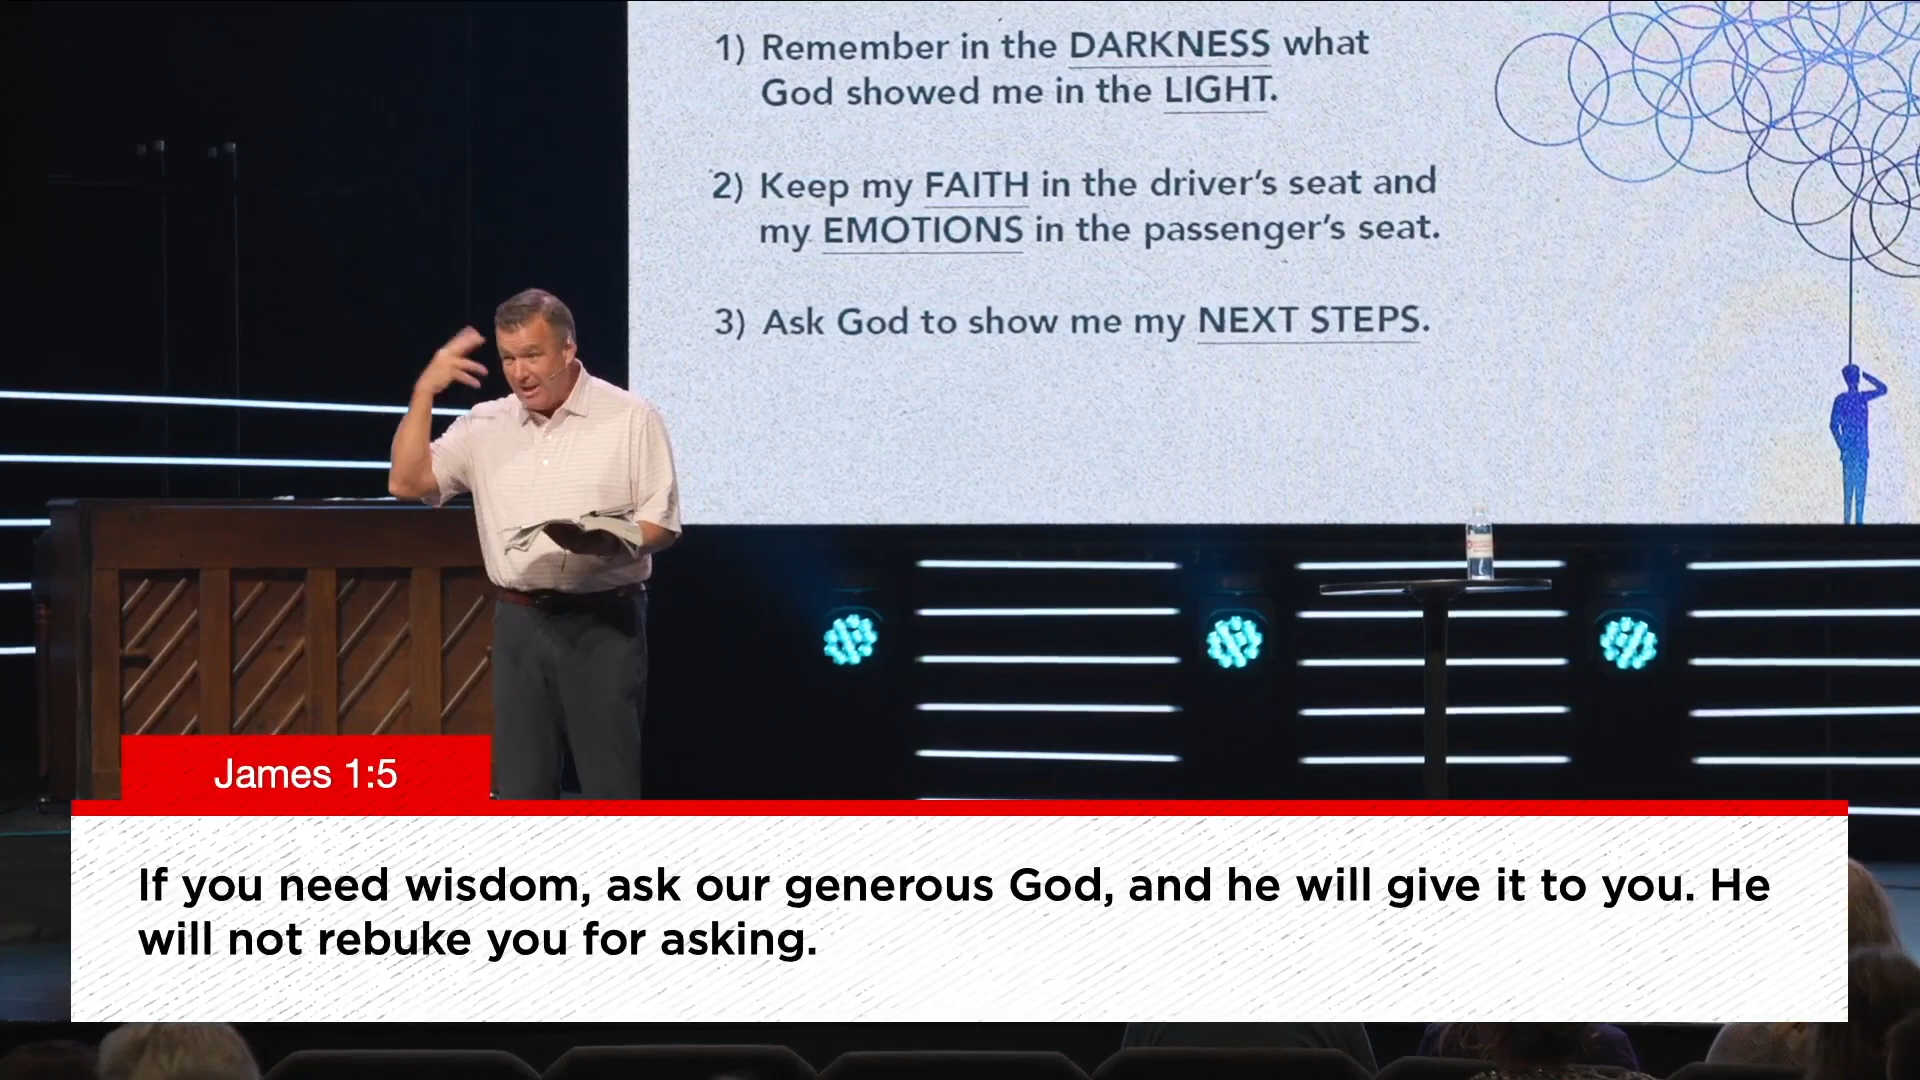 1) Remember in the DARKNESS what
God showed me in the LIGHT.
2) Keep my FAITH in the driver's seat and
my EMOTIONS in the passenger's seat.
3) Ask God to show me my NEXT STEPS.
James 1:5
If you need wisdom, ask our generous God, and he will give it to you. He
will not rebuke you for asking.